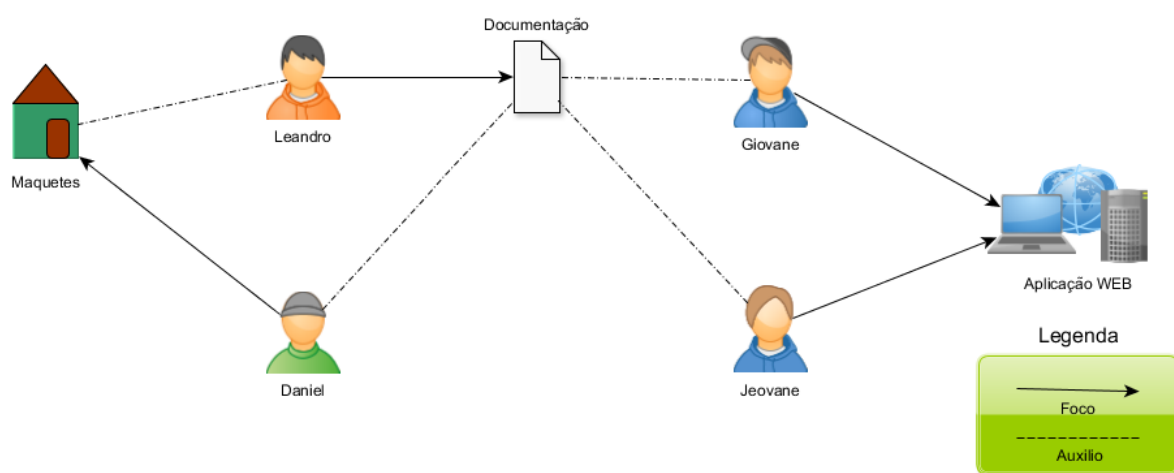 Documentação
Leandro
Giovane
Maquetes
Aplicação WEB
Daniel
Jeovane
Legenda
Foco
Auxilio